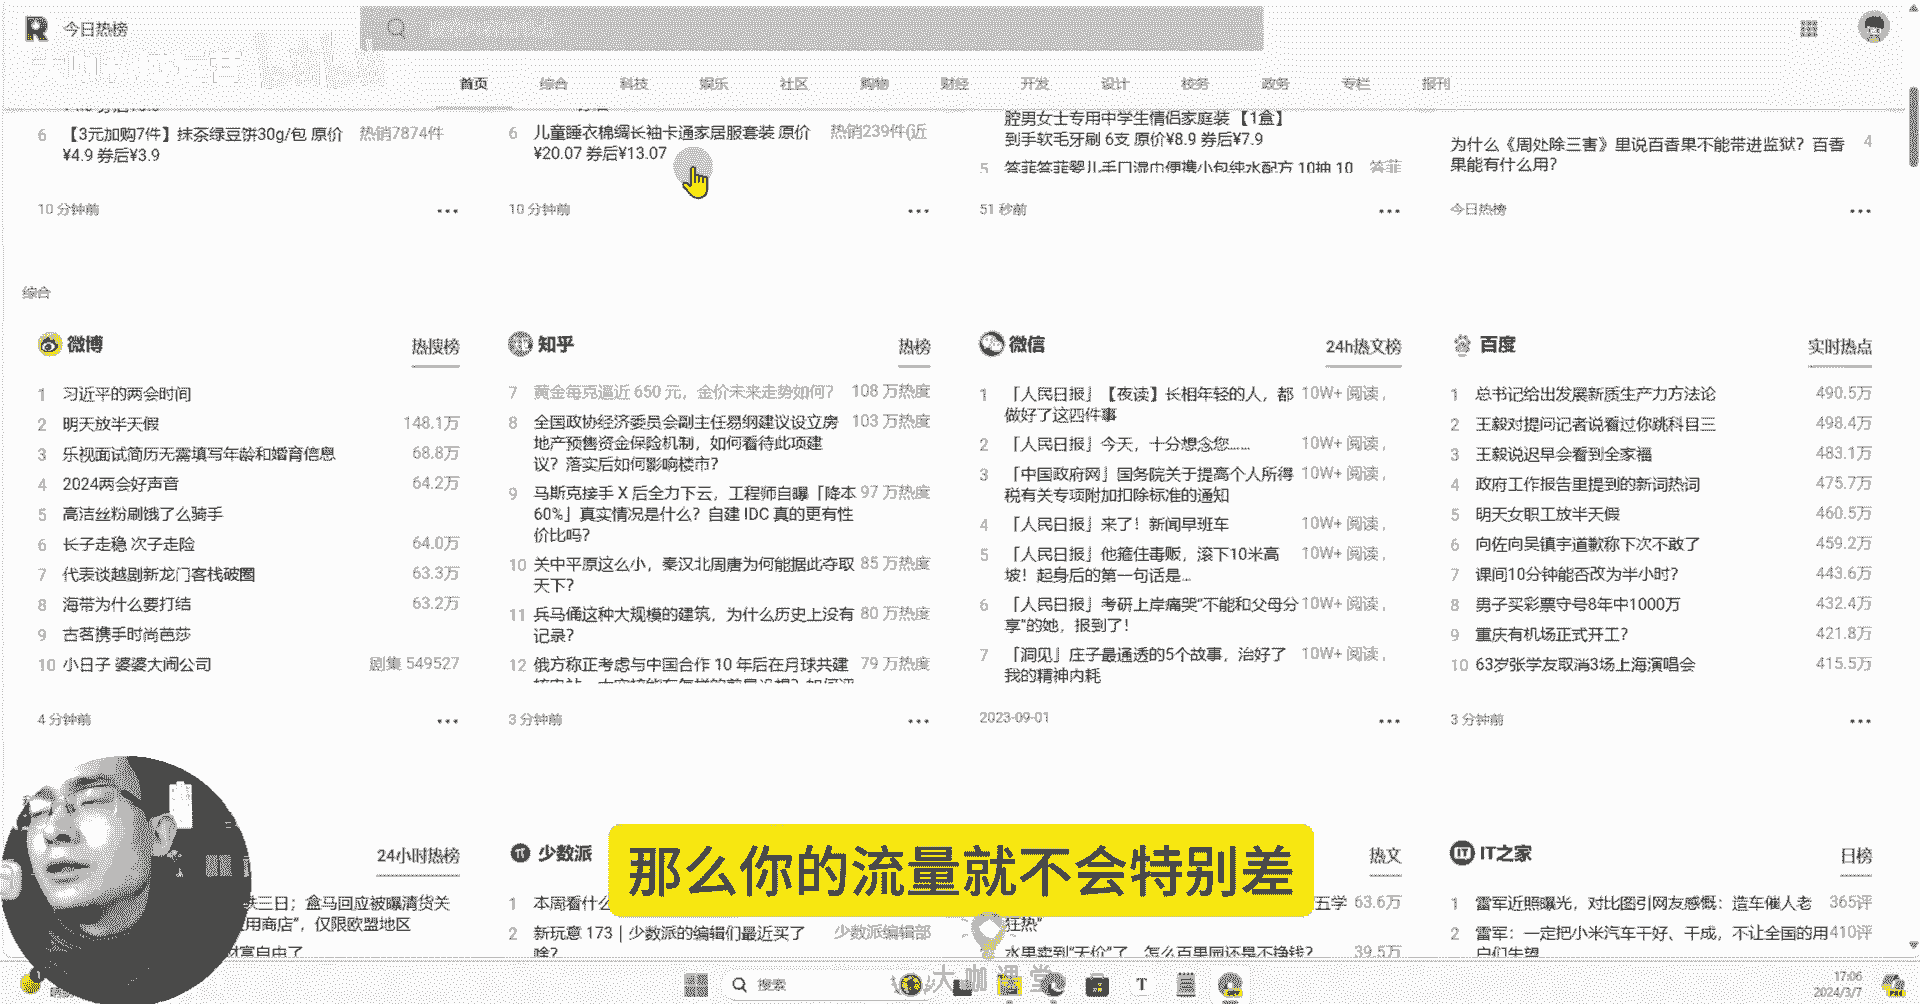 今日热榜
首页 综合 科技 娱乐 社区 购物 财经 开发 设计 校务 政务 专栏 报刊
6 【3元加购7件】抹茶绿豆饼30g/包 原价 热销7874件
¥4.9 券后¥3.9
10 分钟前
6 儿童睡衣棉绸长袖卡通家居服套装 原价 热销239件(近
¥20.07 券后¥13.07
10 分钟前
腔男女士专用中学生情侣家庭装 【1盒】
到手软毛牙刷 6支 原价¥8.9 券后¥7.9
5 答菲答菲婴儿手口湿巾便携小包纯水配方 10抽 10 答菲
51 秒前
为什么《周处除三害》里说百香果不能带进监狱？百香 4
果能有什么用？
今日热榜
综合
微博 热搜榜
1 习近平的两会时间
2 明天放半天假 148.1万
3 乐视面试简历无需填写年龄和婚育信息 68.8万
4 2024两会好声音 64.2万
5 高洁丝粉刷饿了么骑手
6 长子走稳 次子走险 64.0万
7 代表谈越剧新龙门客栈破圈 63.3万
8 海带为什么要打结 63.2万
9 古茗携手时尚芭莎
10 小日子 婆婆大闹公司 剧集 549527
4 分钟前
知乎 热榜
7 黄金每克逼近 650 元，金价未来走势如何？ 108 万热度
8 全国政协经济委员会副主任易纲建议设立房 103 万热度
地产预售资金保险机制，如何看待此项建
议？落实后如何影响楼市？
9 马斯克接手 X 后全力下云，工程师自曝「降本 97 万热度
60%」真实情况是什么？自建 IDC 真的更有性
价比吗？
10 关中平原这么小，秦汉北周唐为何能据此夺取 85 万热度
天下？
11 兵马俑这种大规模的建筑，为什么历史上没有 80 万热度
记录？
12 俄方称正考虑与中国合作 10 年后在月球共建 79 万热度
3 分钟前
微信 24h热文榜
1 「人民日报」【夜读】长相年轻的人，都 10W+ 阅读，
做好了这四件事
2 「人民日报」今天，十分想念您…… 10W+ 阅读，
3 「中国政府网」国务院关于提高个人所得 10W+ 阅读，
税有关专项附加扣除标准的通知
4 「人民日报」来了！新闻早班车 10W+ 阅读，
5 「人民日报」他箍住毒贩，滚下10米高 10W+ 阅读，
坡！起身后的第一句话是…
6 「人民日报」考研上岸痛哭“不能和父母分 10W+ 阅读，
享”的她，报到了！
7 「洞见」庄子最通透的5个故事，治好了 10W+ 阅读，
我的精神内耗
2023-09-01
百度 实时热点
1 总书记给出发展新质生产力方法论 490.5万
2 王毅对提问记者说看过你跳科目三 498.4万
3 王毅说迟早会看到全家福 483.1万
4 政府工作报告里提到的新词热词 475.7万
5 明天女职工放半天假 460.5万
6 向佐向吴镇宇道歉称下次不敢了 459.2万
7 课间10分钟能否改为半小时？ 443.6万
8 男子买彩票守号8年中1000万 432.4万
9 重庆有机场正式开工？ 421.8万
10 63岁张学友取消3场上海演唱会 415.5万
3 分钟前
24小时热榜
三日；盒马回应被曝清货关
用商店”，仅限欧盟地区
财富自由了
少数派
1 本周看什么
2 新玩意 173｜少数派的编辑们最近买了 少数派编辑部
啥？
热文
五学 63.6万
狂热”
水果卖到“天价”了，怎么百果园还是不挣钱？ 39.5万
IT之家 日榜
1 雷军近照曝光，对比图引网友感慨：造车催人老 365评
2 雷军：一定把小米汽车干好、干成，不让全国的用 410评
户们失望
那么你的流量就不会特别差
搜索
大咖课堂
17:06
2024/3/7